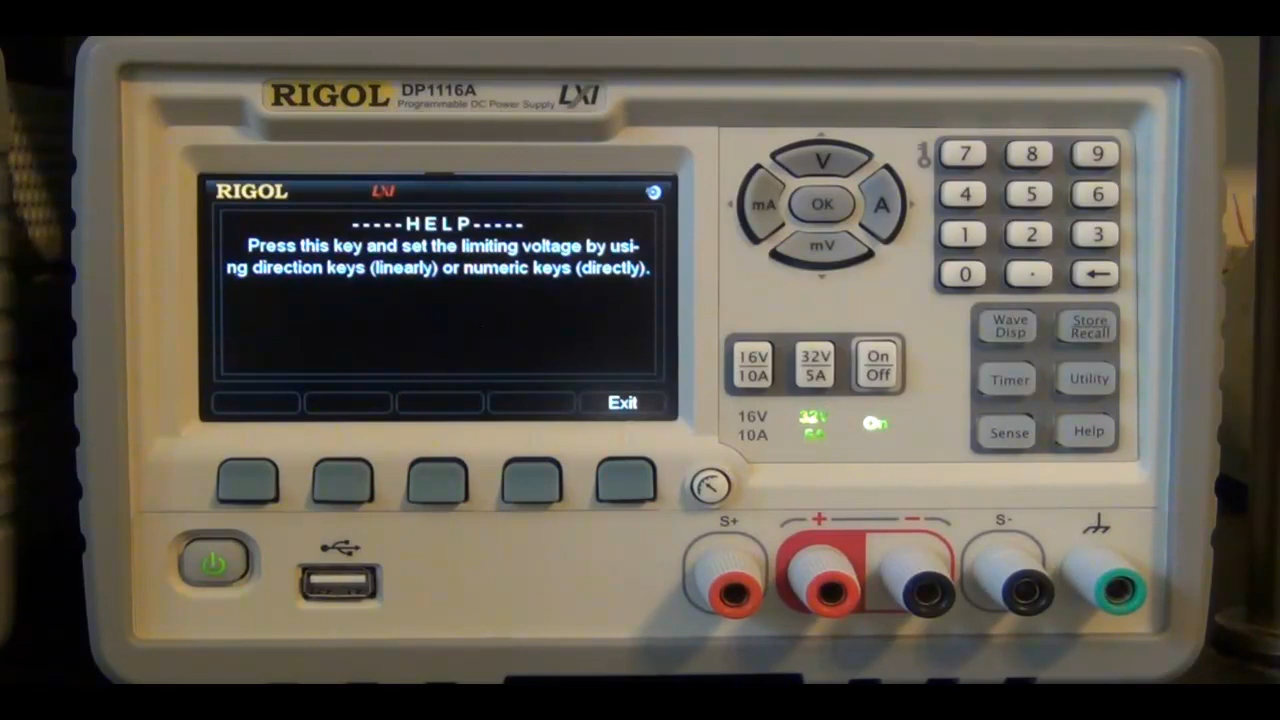 RIGOL DP1116A LXI
Programmable DC Power Supply
RIGOL LXI
-----HELP-----
Press this key and set the limiting voltage by usi-
ng direction keys (linearly) or numeric keys (directly).
Exit
V
mA OK A
mV
7 8 9
4 5 6
1 2 3
0 .
16V 32V On
10A 5A Off
16V 32V On
10A 5A
Wave Store
Disp Recall
Timer Utility
Sense Help
S+ + - S-